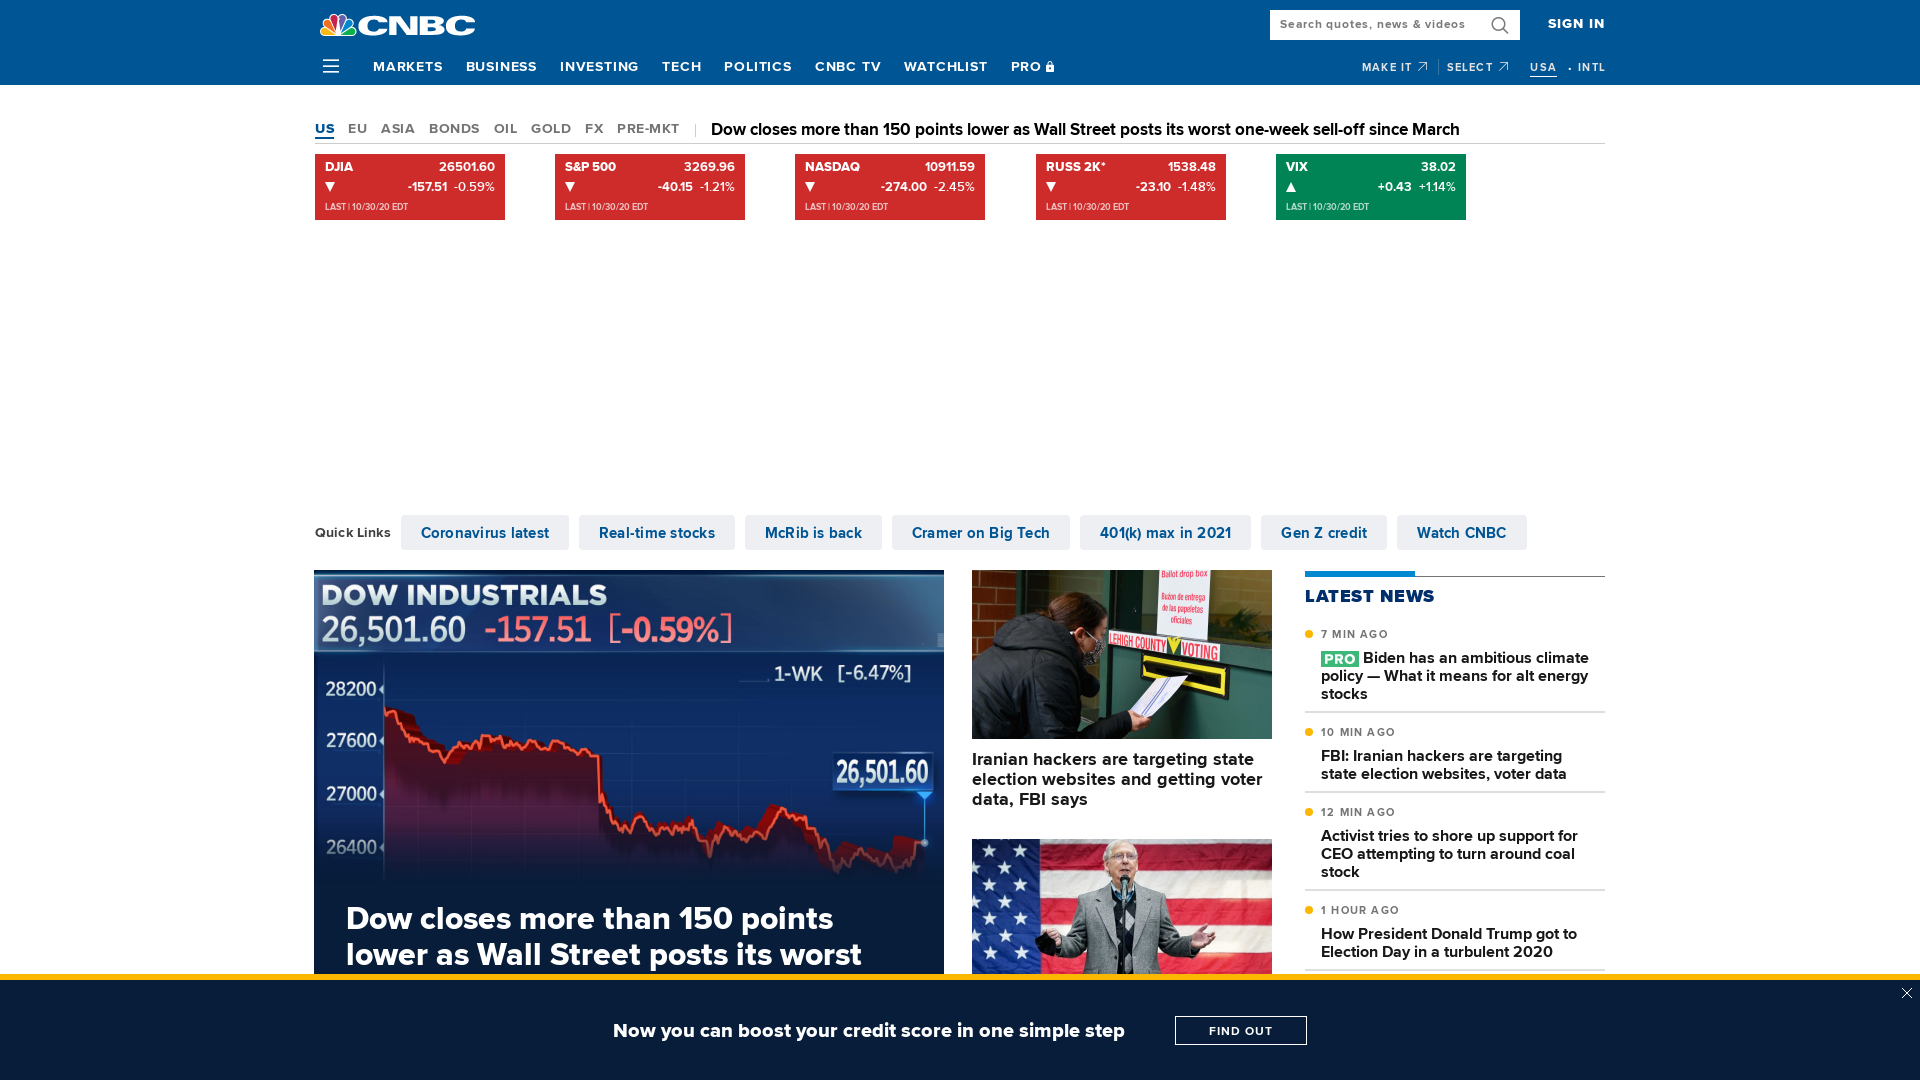 CNBC
Search quotes, news & videos
SIGN IN
MARKETS BUSINESS INVESTING TECH POLITICS CNBC TV WATCHLIST PRO
MAKE IT SELECT USA • INTL
US EU ASIA BONDS OIL GOLD FX PRE-MKT
Dow closes more than 150 points lower as Wall Street posts its worst one-week sell-off since March
DJIA 26501.60
-157.51 -0.59%
LAST | 10/30/20 EDT
S&P 500 3269.96
-40.15 -1.21%
LAST | 10/30/20 EDT
NASDAQ 10911.59
-274.00 -2.45%
LAST | 10/30/20 EDT
RUSS 2K* 1538.48
-23.10 -1.48%
LAST | 10/30/20 EDT
VIX 38.02
+0.43 +1.14%
LAST | 10/30/20 EDT
Quick Links
Coronavirus latest
Real-time stocks
McRib is back
Cramer on Big Tech
401(k) max in 2021
Gen Z credit
Watch CNBC
DOW INDUSTRIALS
26,501.60 -157.51 [-0.59%]
1-WK [-6.47%]
28200
27600
27000
26400
26,501.60
Dow closes more than 150 points
lower as Wall Street posts its worst
Ballot drop box
Buzón de entrega
de las papeletas
oficiales
LEHIGH COUNTY VOTING
Iranian hackers are targeting state
election websites and getting voter
data, FBI says
LATEST NEWS
7 MIN AGO
PRO Biden has an ambitious climate
policy — What it means for alt energy
stocks
10 MIN AGO
FBI: Iranian hackers are targeting
state election websites, voter data
12 MIN AGO
Activist tries to shore up support for
CEO attempting to turn around coal
stock
1 HOUR AGO
How President Donald Trump got to
Election Day in a turbulent 2020
Now you can boost your credit score in one simple step
FIND OUT